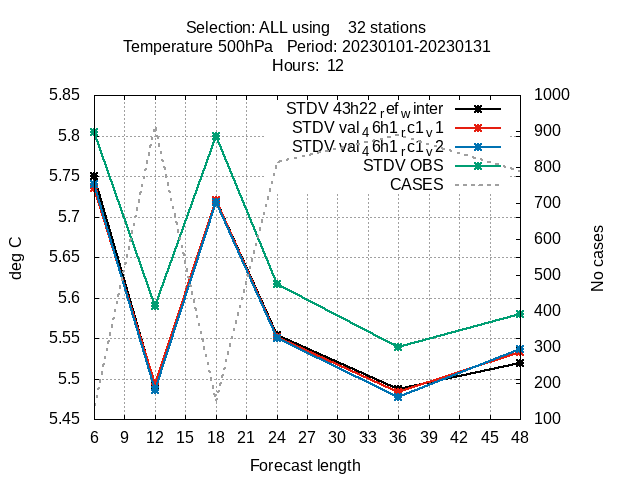 Selection: ALL using    32 stations
Temperature 500hPa   Period: 20230101-20230131
Hours:  12
STDV 43h22_ref_winter
STDV val_46h1_rc1_v1
STDV val_46h1_rc1_v2
STDV OBS
CASES
5.85
5.8
5.75
5.7
5.65
5.6
5.55
5.5
5.45
deg C
1000
900
800
700
600
500
400
300
200
100
No cases
6 9 12 15 18 21 24 27 30 33 36 39 42 45 48
Forecast length